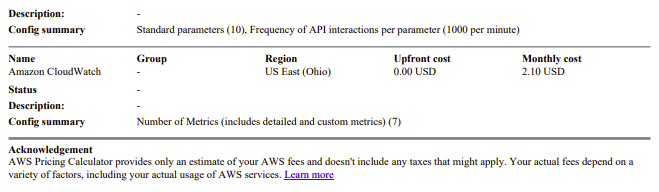 Description: -
Config summary Standard parameters (10), Frequency of API interactions per parameter (1000 per minute)
Name Group Region Upfront cost Monthly cost
Amazon CloudWatch - US East (Ohio) 0.00 USD 2.10 USD
Status -
Description: -
Config summary Number of Metrics (includes detailed and custom metrics) (7)
Acknowledgement
AWS Pricing Calculator provides only an estimate of your AWS fees and doesn't include any taxes that might apply. Your actual fees depend on a
variety of factors, including your actual usage of AWS services. Learn more